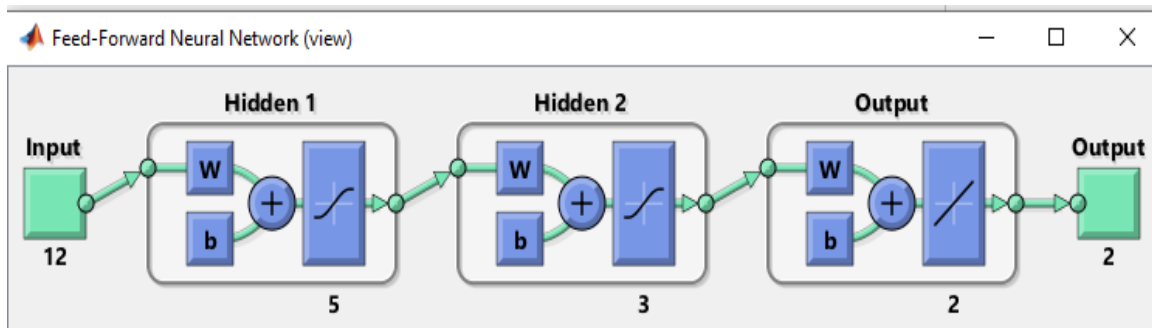 Feed-Forward Neural Network (view)
Hidden 1 Hidden 2 Output
Input Output
W W W
+ + +
b b b
12 2
5 3 2